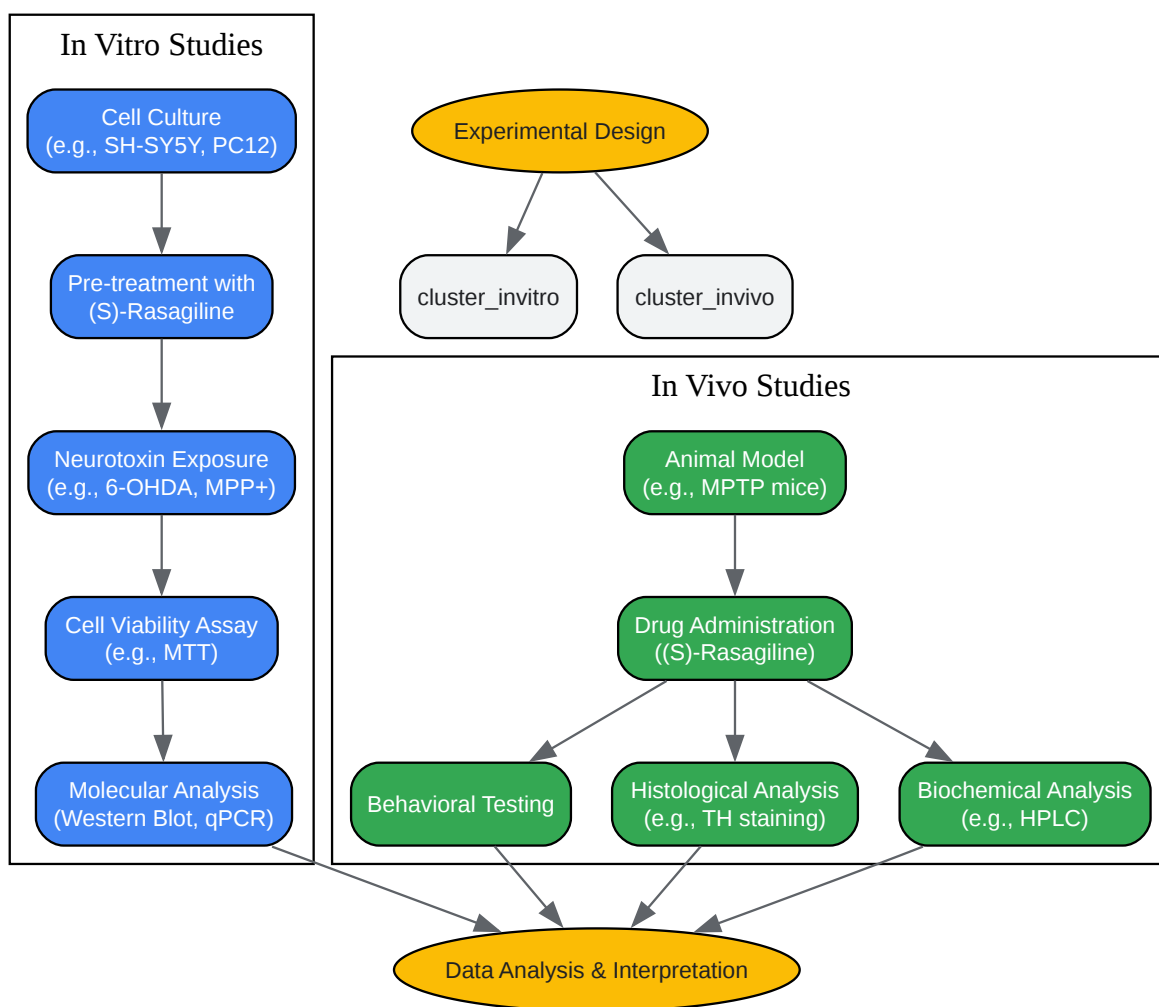 In Vitro Studies
Cell Culture
(e.g., SH-SY5Y, PC12)
Pre-treatment with
(S)-Rasagiline
Neurotoxin Exposure
(e.g., 6-OHDA, MPP+)
Cell Viability Assay
(e.g., MTT)
Molecular Analysis
(Western Blot, qPCR)
Experimental Design
cluster_invitro
cluster_invivo
In Vivo Studies
Animal Model
(e.g., MPTP mice)
Drug Administration
((S)-Rasagiline)
Behavioral Testing
Histological Analysis
(e.g., TH staining)
Biochemical Analysis
(e.g., HPLC)
Data Analysis & Interpretation